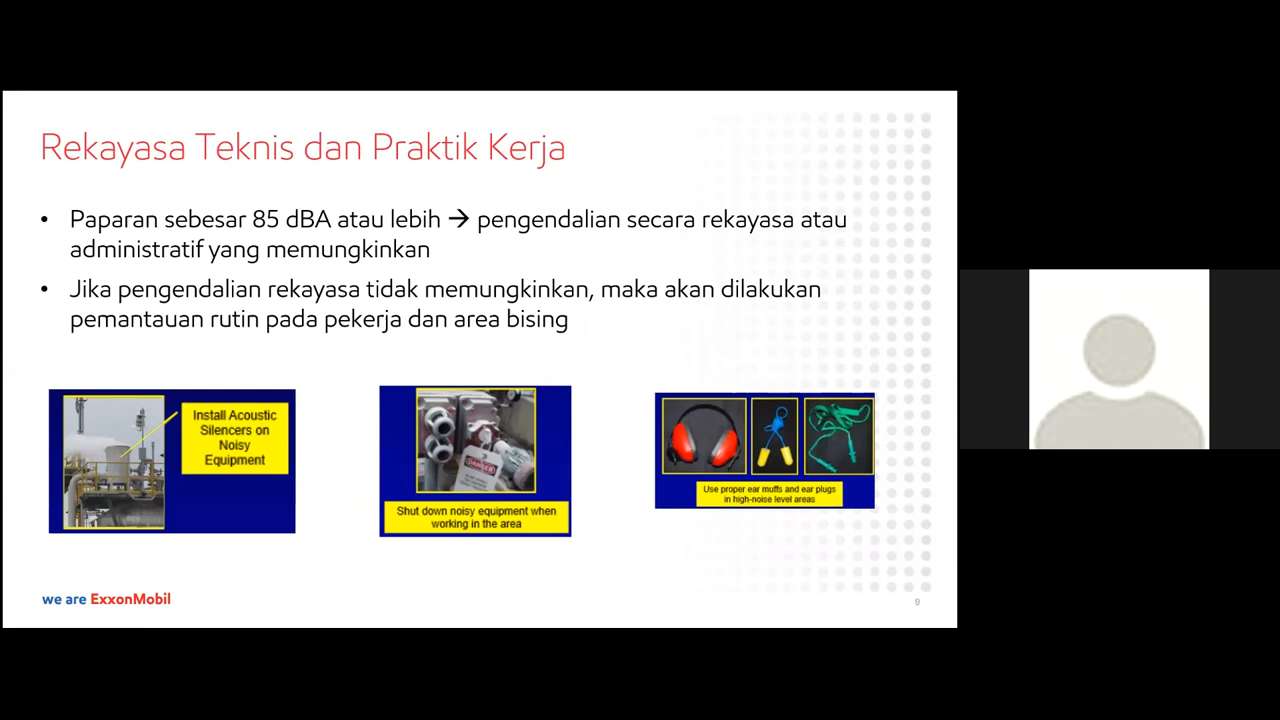 Rekayasa Teknis dan Praktik Kerja
• Paparan sebesar 85 dBA atau lebih → pengendalian secara rekayasa atau
administratif yang memungkinkan
• Jika pengendalian rekayasa tidak memungkinkan, maka akan dilakukan
pemantauan rutin pada pekerja dan area bising
Install Acoustic
Silencers on
Noisy
Equipment
DANGER
Shut down noisy equipment when
working in the area
Use proper ear muffs and ear plugs
in high-noise level areas
we are ExxonMobil
9